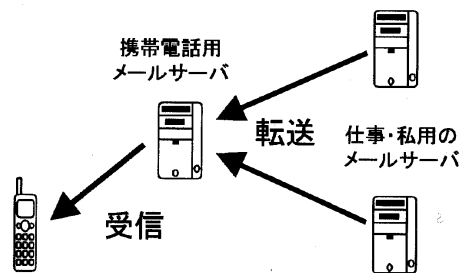 携帯電話用
メールサーバ
転送
仕事・私用の
メールサーバ
受信